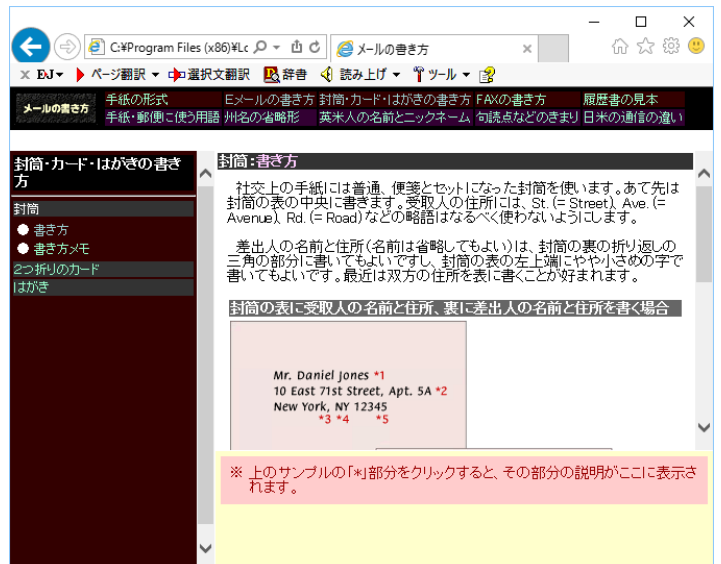 C:¥Program Files (x86)¥Lc
メールの書き方
× EJ ページ翻訳 選択文翻訳 辞書 読み上げ ツール
メールの書き方
手紙の形式 Eメールの書き方 封筒・カード・はがきの書き方 FAXの書き方 履歴書の見本
手紙・郵便に使う用語 州名の省略形 英米人の名前とニックネーム 句読点などのきまり 日米の通信の違い
封筒・カード・はがきの書き
方
封筒
● 書き方
● 書き方メモ
2つ折りのカード
はがき
封筒:書き方
社交上の手紙には普通、便箋とセットになった封筒を使います。あて先は
封筒の表の中央に書きます。受取人の住所には、St. (= Street)、Ave. (=
Avenue)、Rd. (= Road)などの略語はなるべく使わないようにします。
差出人の名前と住所(名前は省略してもよい)は、封筒の裏の折り返しの
三角の部分に書いてもよいですし、封筒の表の左上端にやや小さめの字で
書いてもよいです。最近は双方の住所を表に書くことが好まれます。
封筒の表に受取人の名前と住所、裏に差出人の名前と住所を書く場合
Mr. Daniel Jones *1
10 East 71st Street, Apt. 5A *2
New York, NY 12345
*3 *4 *5
※ 上のサンプルの「*」部分をクリックすると、その部分の説明がここに表示さ
れます。